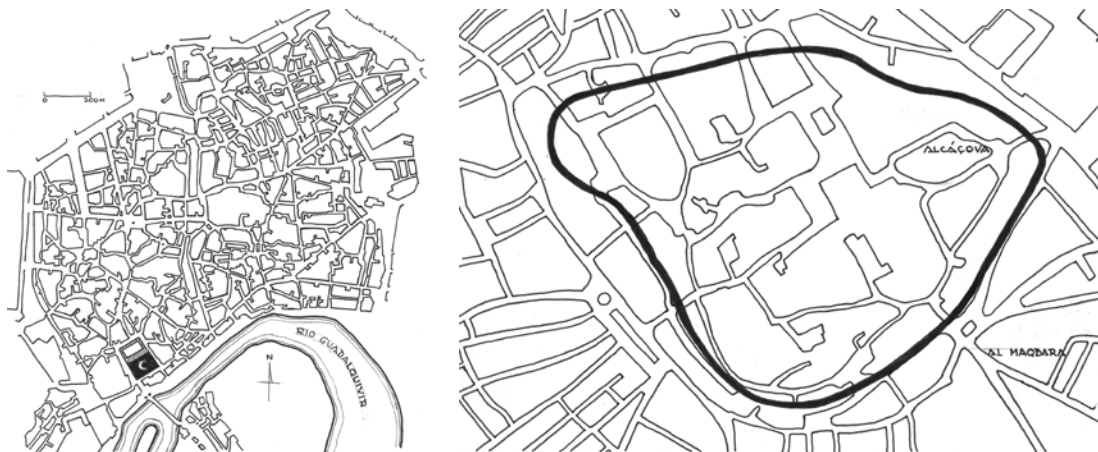 0 200M
RIO GUADALQUIVIR
N
ALCÁÇOVA
AL MAQBARA